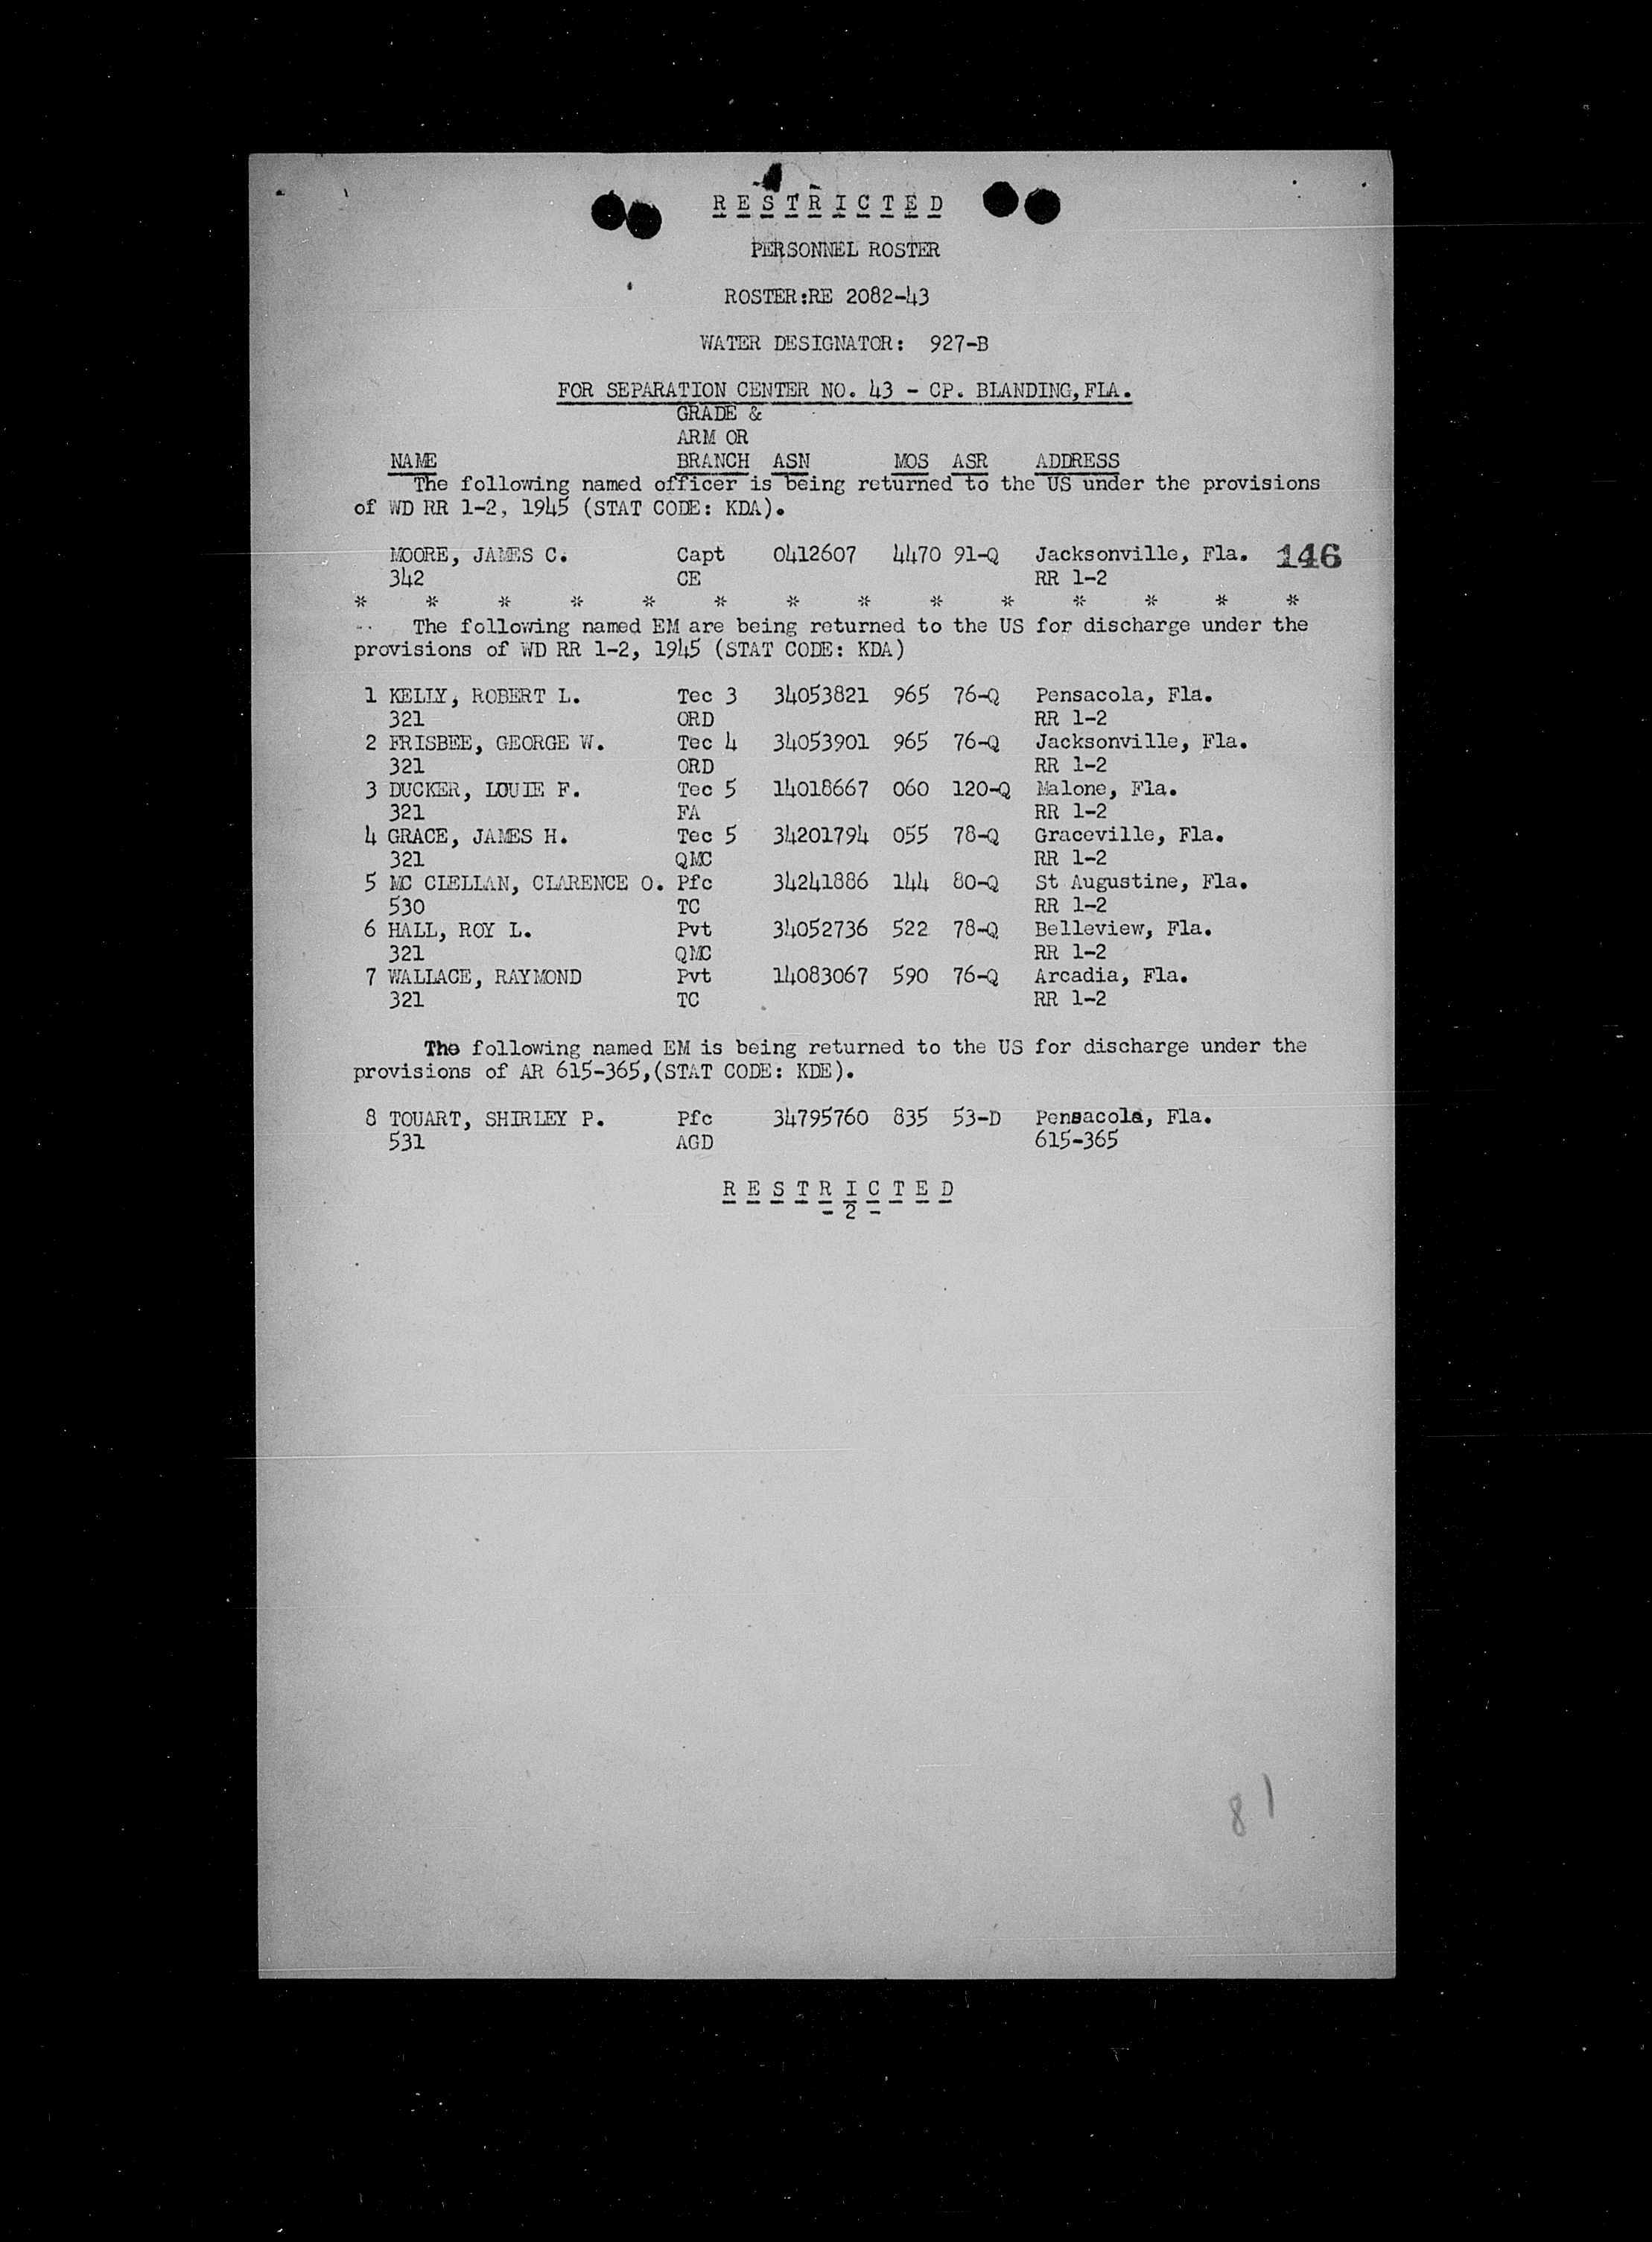 R E S T R I C T E D
PERSONNEL ROSTER
ROSTER:RE 2082-43
WATER DESIGNATOR: 927-B
FOR SEPARATION CENTER NO. 43 - CP. BLANDING,FLA.
GRADE &
ARM OR
NAME BRANCH ASN MOS ASR ADDRESS
The following named officer is being returned to the US under the provisions
of WD RR 1-2, 1945 (STAT CODE: KDA).
MOORE, JAMES C. Capt 0412607 4470 91-Q Jacksonville, Fla. 146
342 CE RR 1-2
* * * * * * * * * * * * * *
The following named EM are being returned to the US for discharge under the
provisions of WD RR 1-2, 1945 (STAT CODE: KDA)
1 KELLY, ROBERT L. Tec 3 34053821 965 76-Q Pensacola, Fla.
321 ORD RR 1-2
2 FRISBEE, GEORGE W. Tec 4 34053901 965 76-Q Jacksonville, Fla.
321 ORD RR 1-2
3 DUCKER, LOUIE F. Tec 5 14018667 060 120-Q Malone, Fla.
321 FA RR 1-2
4 GRACE, JAMES H. Tec 5 34201794 055 78-Q Graceville, Fla.
321 QMC RR 1-2
5 MC CLELLAN, CLARENCE O. Pfc 34241886 144 80-Q St Augustine, Fla.
530 TC RR 1-2
6 HALL, ROY L. Pvt 34052736 522 78-Q Belleview, Fla.
321 QMC RR 1-2
7 WALLACE, RAYMOND Pvt 14083067 590 76-Q Arcadia, Fla.
321 TC RR 1-2
The following named EM is being returned to the US for discharge under the
provisions of AR 615-365,(STAT CODE: KDE).
8 TOUART, SHIRLEY P. Pfc 34795760 835 53-D Pensacola, Fla.
531 AGD 615-365
R E S T R I C T E D
- 2 -
81